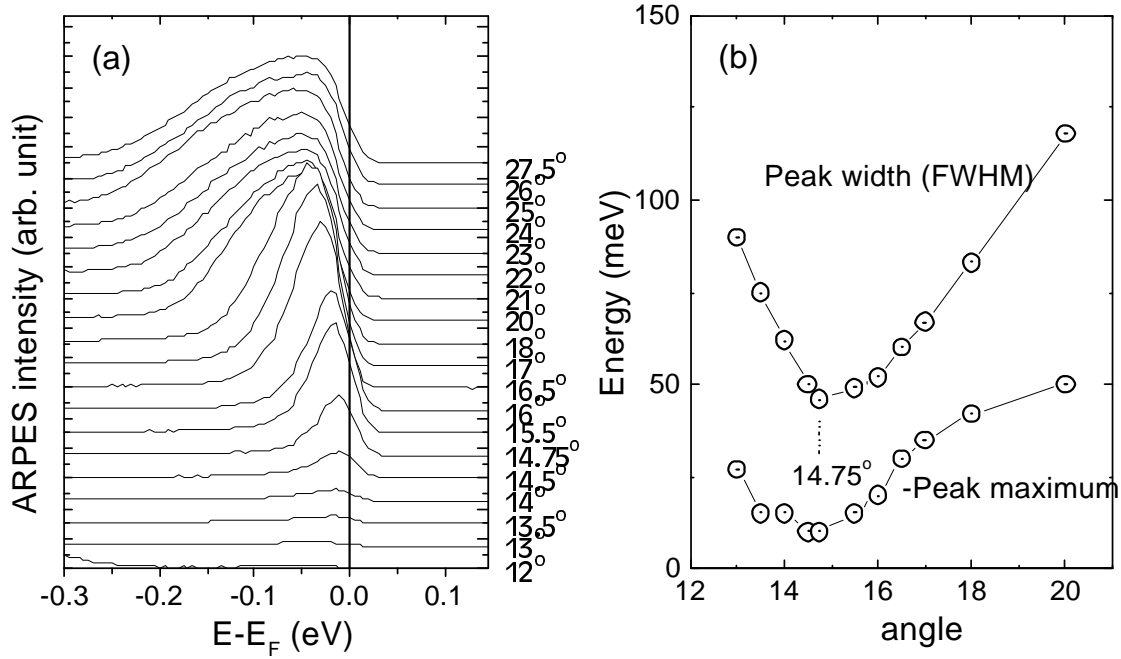 (a)
ARPES intensity (arb. unit)
27.5°
26°
25°
24°
22°
21°
20°
18°
17°
16.5°
16°
15.5°
14.75°
14.5°
14°
13.5°
13°
12°
-0.3 -0.2 -0.1 0.0 0.1
E-E_F (eV)
(b)
150
100
50
0
Energy (meV)
Peak width (FWHM)
14.75°
-Peak maximum
12 14 16 18 20
angle